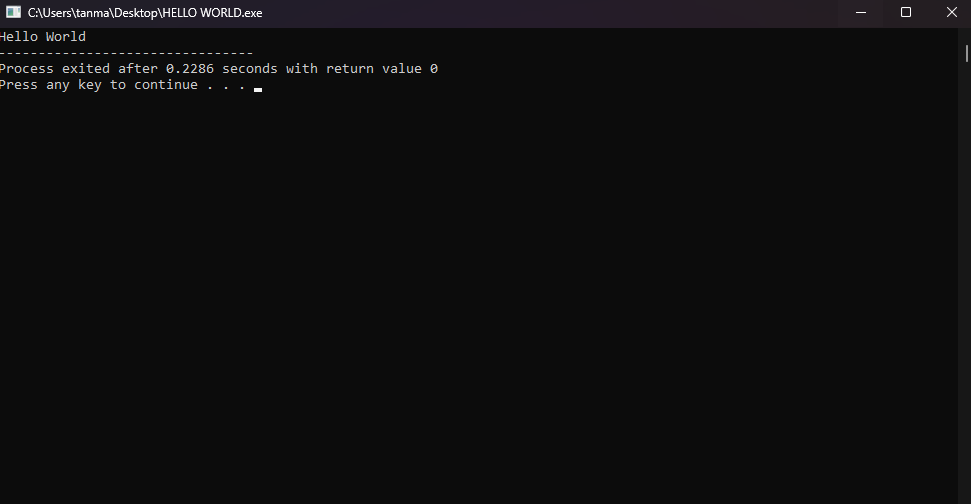 C:\Users\tanma\Desktop\HELLO WORLD.exe
Hello World
--------------------------------
Process exited after 0.2286 seconds with return value 0
Press any key to continue . . .